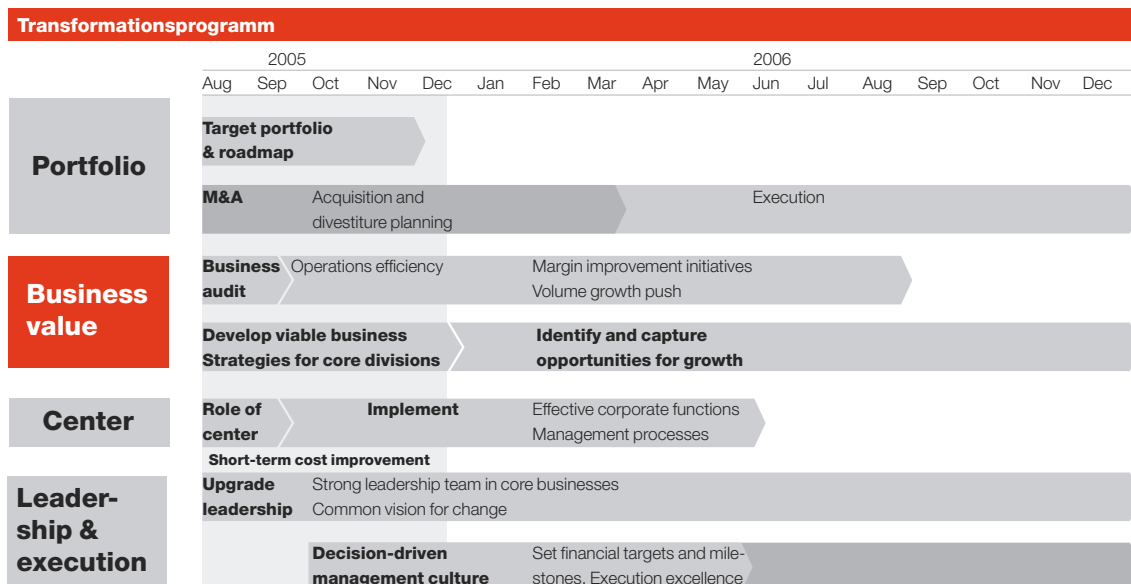 Transformationsprogramm
2005 2006
Aug Sep Oct Nov Dec Jan Feb Mar Apr May Jun Jul Aug Sep Oct Nov Dec
Portfolio
Target portfolio
& roadmap
M&A Acquisition and Execution
divestiture planning
Business
value
Business Operations efficiency Margin improvement initiatives
audit Volume growth push
Develop viable business Identify and capture
Strategies for core divisions opportunities for growth
Center
Role of Implement Effective corporate functions
center Management processes
Short-term cost improvement
Leader-
ship &
execution
Upgrade Strong leadership team in core businesses
leadership Common vision for change
Decision-driven Set financial targets and mile-
management culture stones. Execution excellence